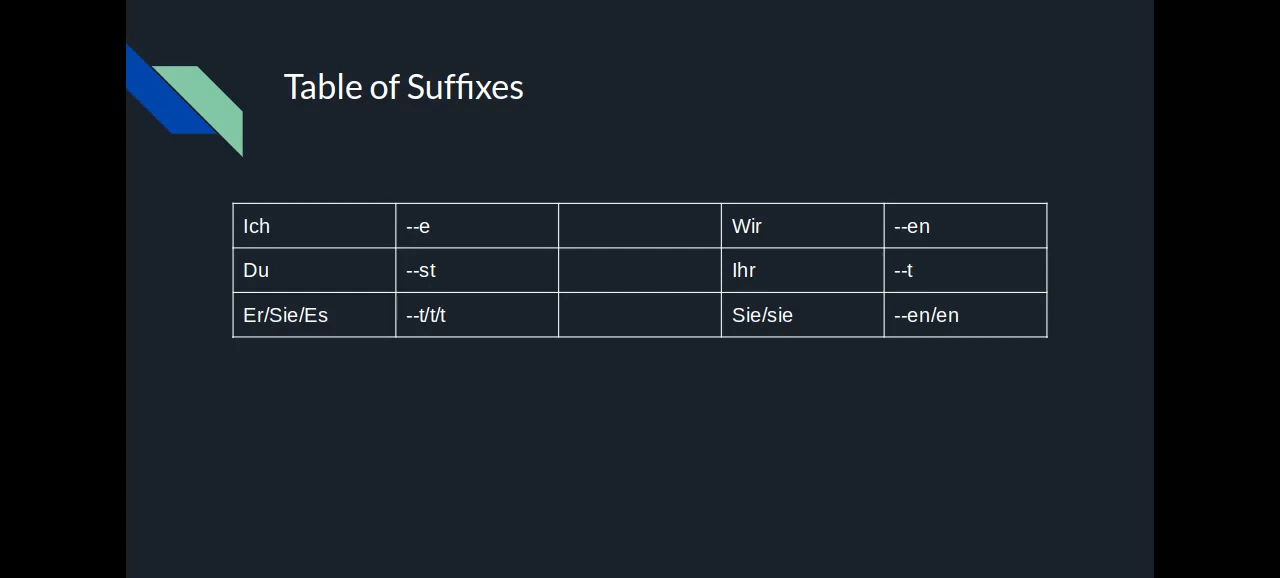 Table of Suffixes
Ich --e Wir --en
Du --st Ihr --t
Er/Sie/Es --t/t/t Sie/sie --en/en